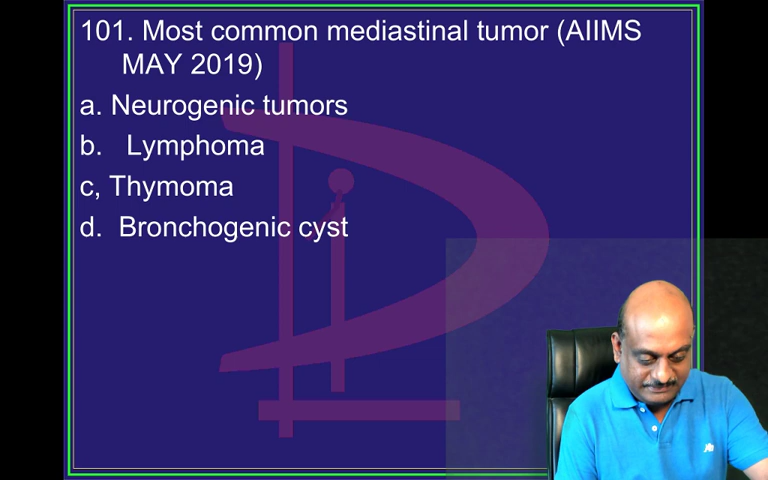 101. Most common mediastinal tumor (AIIMS
MAY 2019)
a. Neurogenic tumors
b. Lymphoma
c, Thymoma
d. Bronchogenic cyst